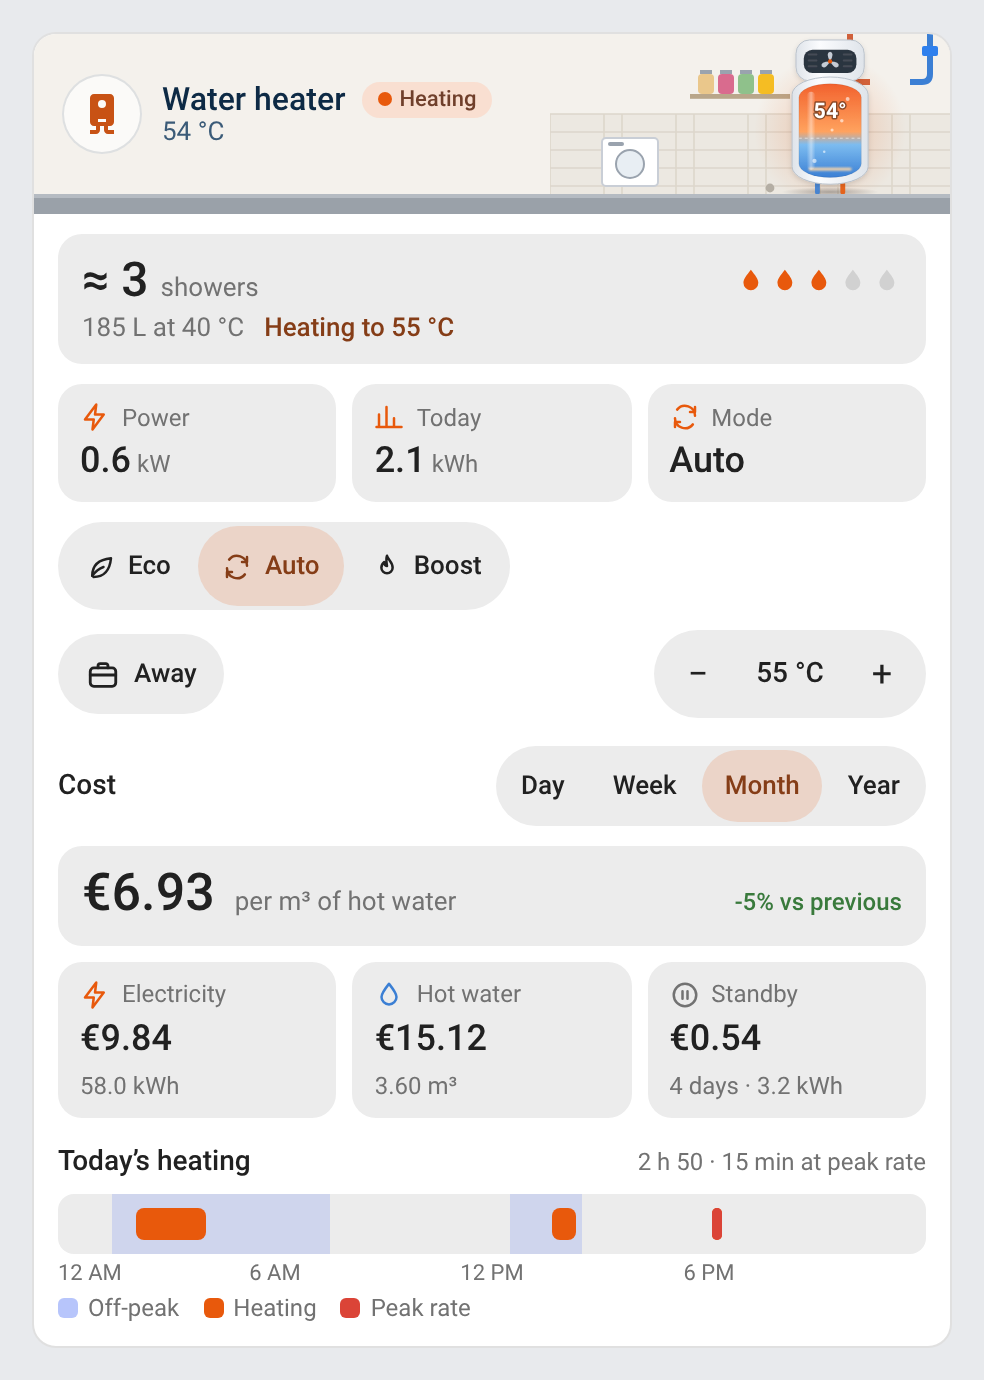 Water heater
Heating
54 °C
54°
≈ 3 showers
185 L at 40 °C Heating to 55 °C
Power
0.6 kW
Today
2.1 kWh
Mode
Auto
Eco Auto Boost
Away
− 55 °C +
Cost
Day Week Month Year
€6.93 per m³ of hot water
-5% vs previous
Electricity
€9.84
58.0 kWh
Hot water
€15.12
3.60 m³
Standby
€0.54
4 days · 3.2 kWh
Today’s heating
2 h 50 · 15 min at peak rate
12 AM 6 AM 12 PM 6 PM
Off-peak Heating Peak rate